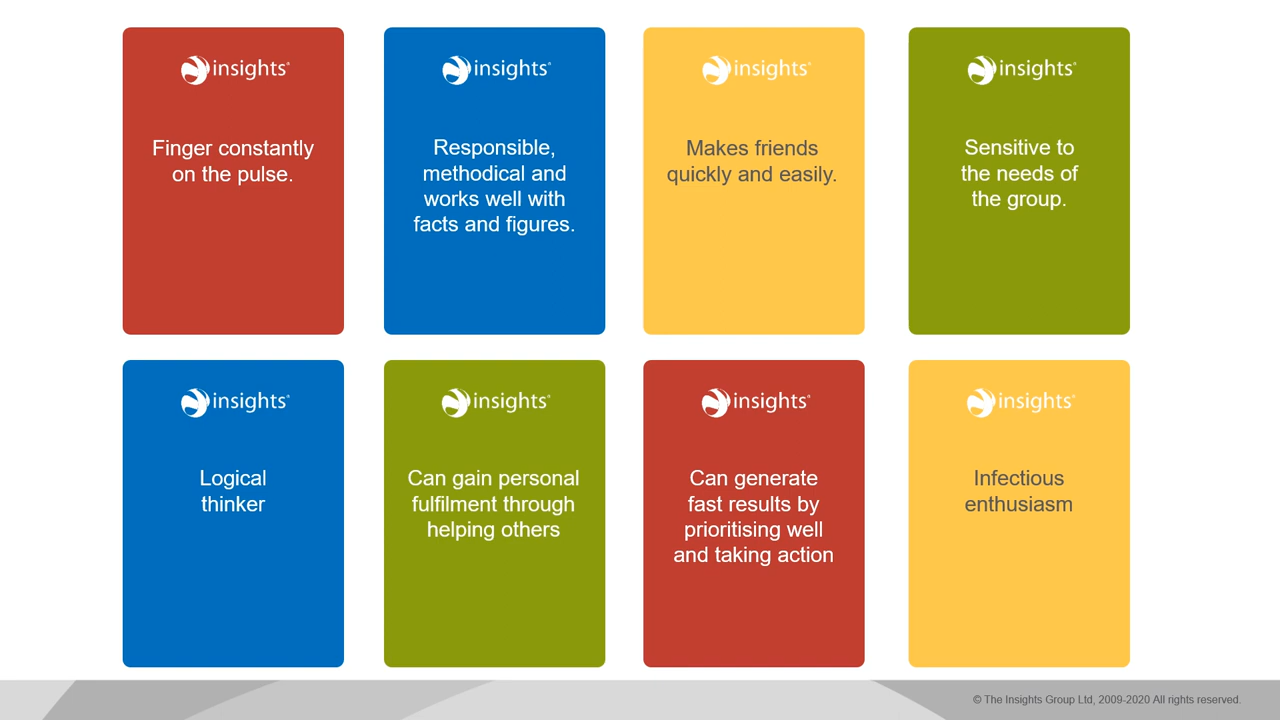 insights®
Finger constantly
on the pulse.
insights®
Responsible,
methodical and
works well with
facts and figures.
insights®
Makes friends
quickly and easily.
insights®
Sensitive to
the needs of
the group.
insights®
Logical
thinker
insights®
Can gain personal
fulfilment through
helping others
insights®
Can generate
fast results by
prioritising well
and taking action
insights®
Infectious
enthusiasm
© The Insights Group Ltd, 2009-2020 All rights reserved.